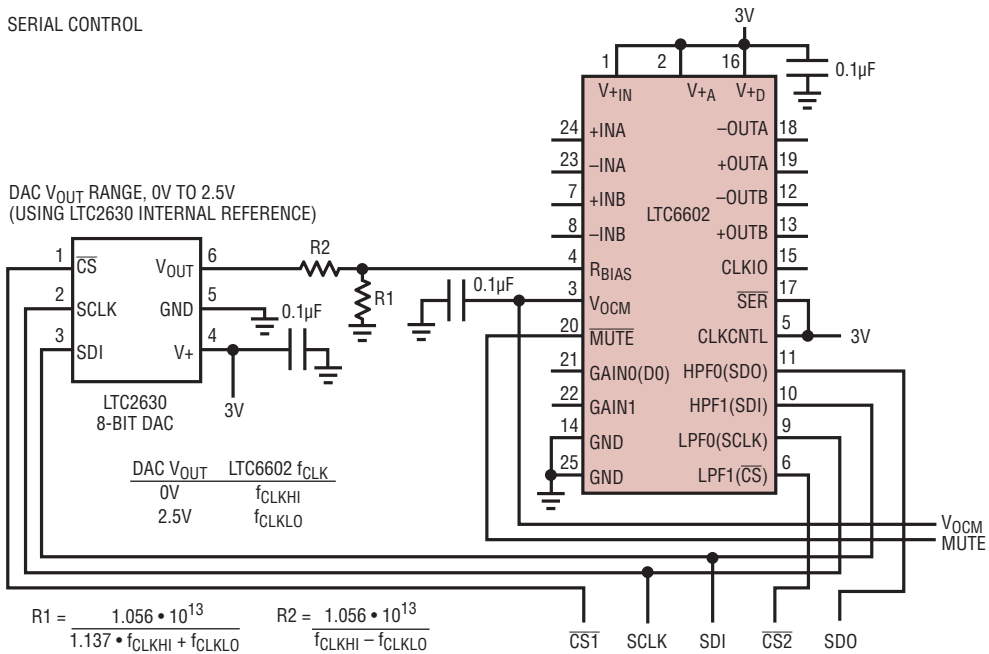 SERIAL CONTROL
3V
0.1µF
1 2 16
V+IN V+A V+D
24 +INA –OUTA 18
23 –INA +OUTA 19
7 +INB –OUTB 12
8 –INB +OUTB 13
LTC6602
4 RBIAS CLKIO 15
3 VOCM SER 17
20 MUTE CLKCNTL 5
3V
21 GAIN0(D0) HPF0(SDO) 11
22 GAIN1 HPF1(SDI) 10
14 GND LPF0(SCLK) 9
25 GND LPF1(CS) 6
DAC VOUT RANGE, 0V TO 2.5V
(USING LTC2630 INTERNAL REFERENCE)
1 CS VOUT 6
2 SCLK GND 5
3 SDI V+ 4
R2
R1
0.1µF
0.1µF
3V
LTC2630
8-BIT DAC
DAC VOUT LTC6602 fCLK
0V fCLKHI
2.5V fCLKLO
VOCM
MUTE
R1 = 1.056 • 10^13
1.137 • fCLKHI + fCLKLO
R2 = 1.056 • 10^13
fCLKHI – fCLKLO
CS1 SCLK SDI CS2 SDO